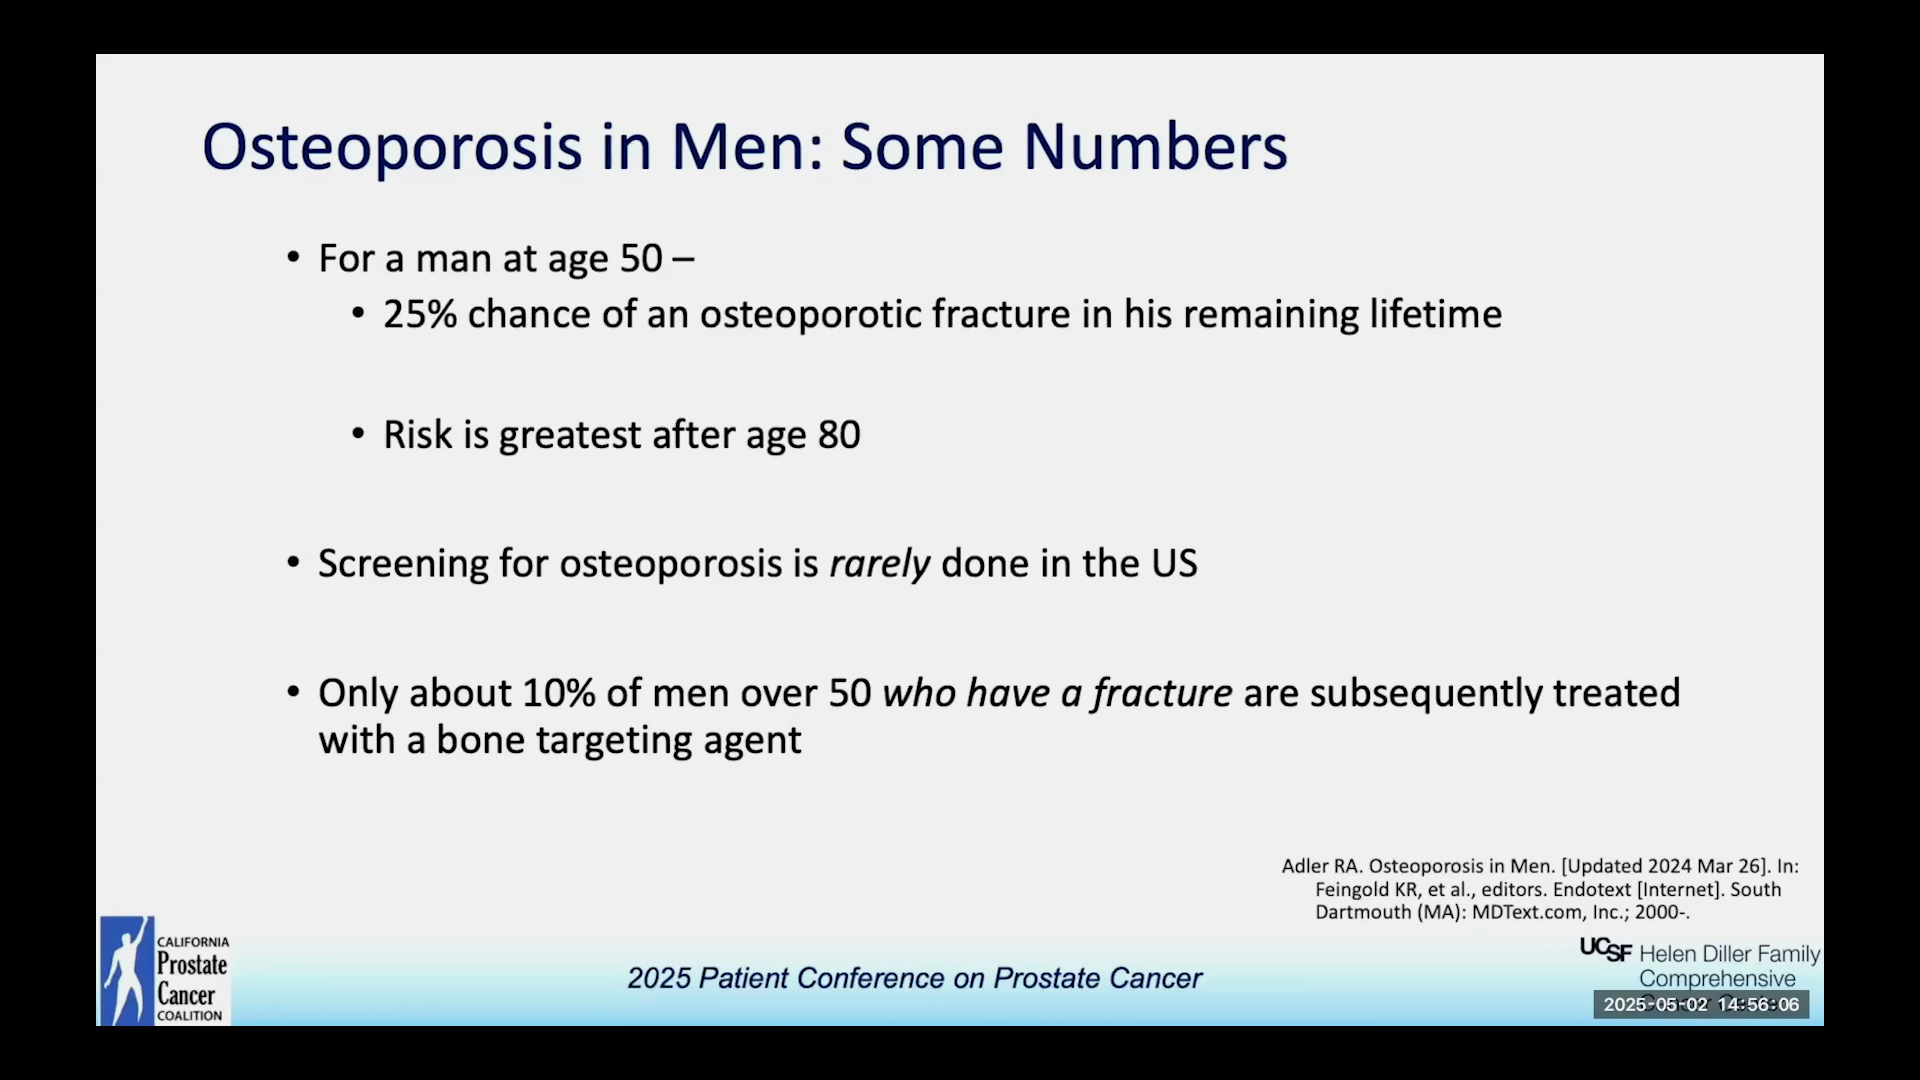 Osteoporosis in Men: Some Numbers
• For a man at age 50 –
• 25% chance of an osteoporotic fracture in his remaining lifetime
• Risk is greatest after age 80
• Screening for osteoporosis is rarely done in the US
• Only about 10% of men over 50 who have a fracture are subsequently treated
with a bone targeting agent
Adler RA. Osteoporosis in Men. [Updated 2024 Mar 26]. In:
Feingold KR, et al., editors. Endotext [Internet]. South
Dartmouth (MA): MDText.com, Inc.; 2000-.
CALIFORNIA
Prostate
Cancer
COALITION
2025 Patient Conference on Prostate Cancer
UCSF Helen Diller Family
Comprehensive
2025-05-02 14:56:06